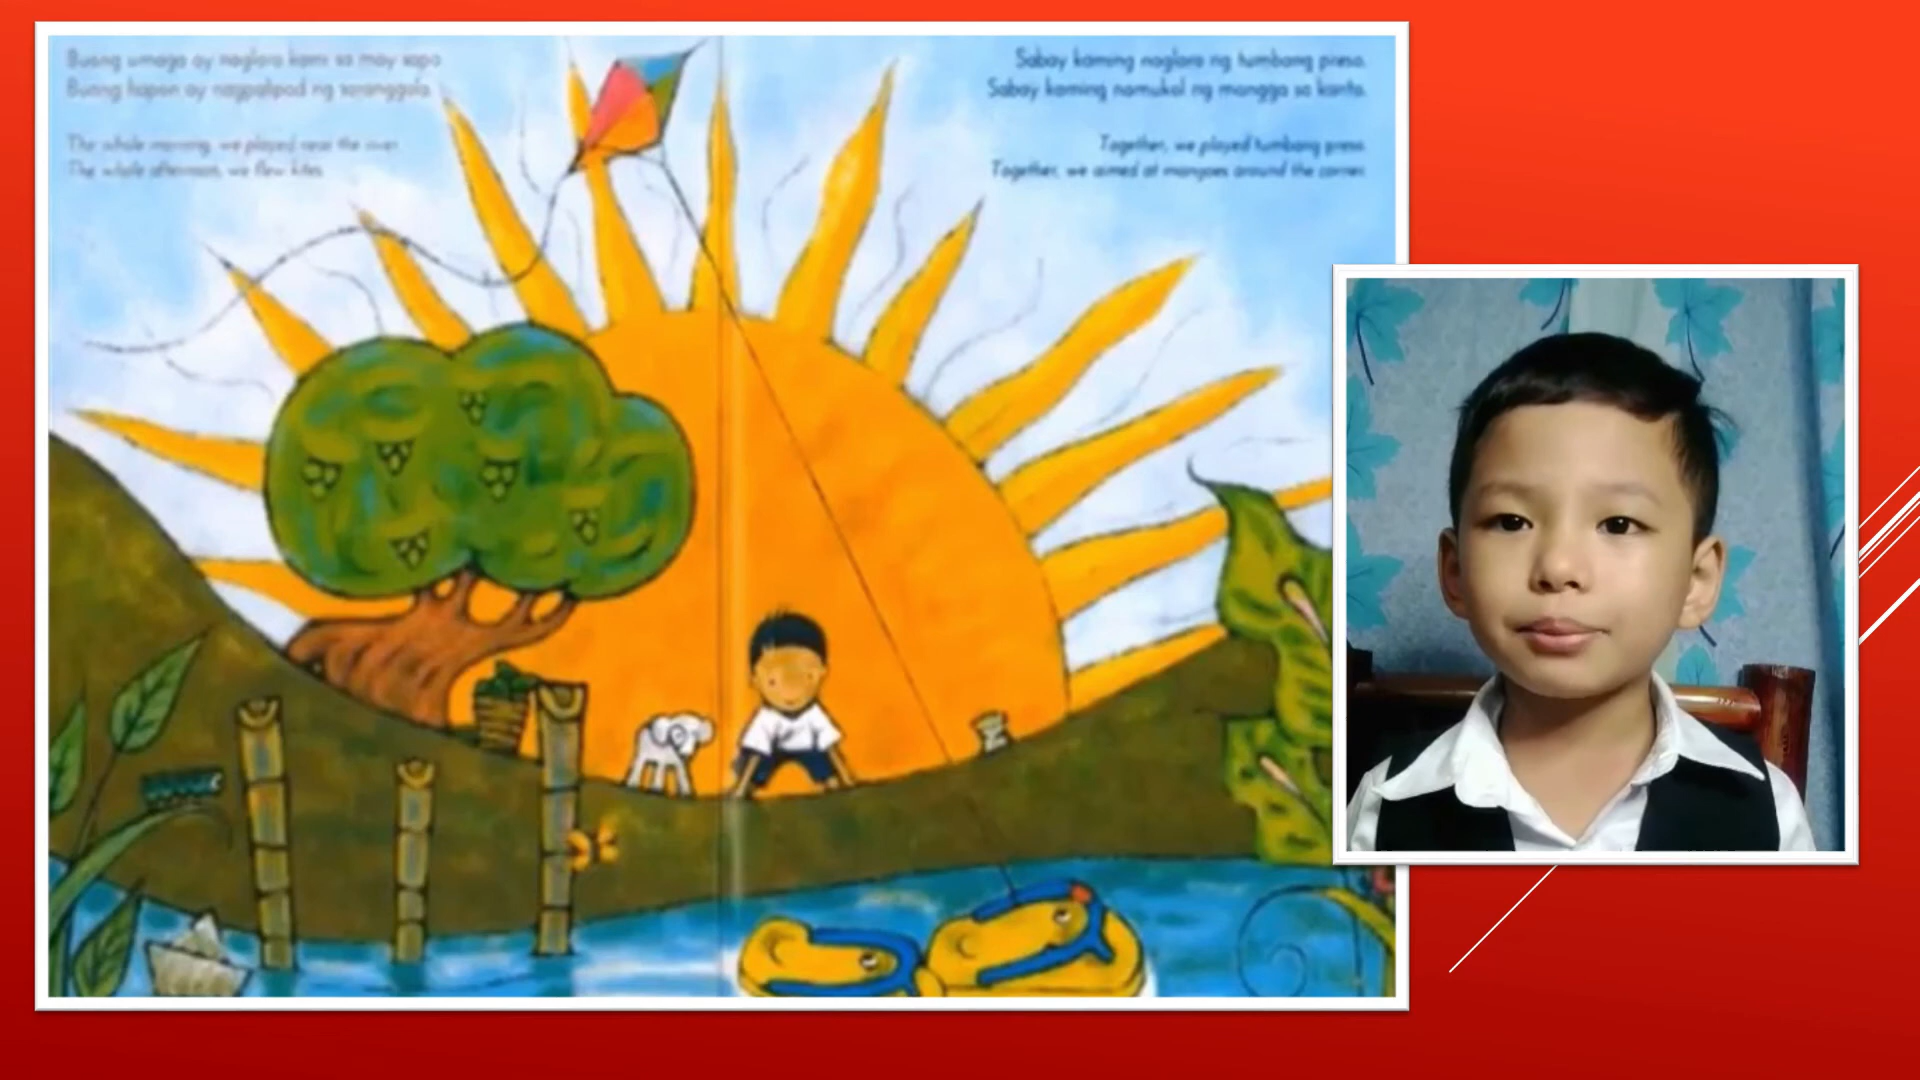 Buong umaga ay naglaro kami sa may sapa
Buong hapon ay nagpalipad ng saranggola.
The whole morning, we played near the river.
The whole afternoon, we flew kites.
Sabay kaming naglaro ng tumbang preso.
Sabay kaming namukol ng mangga sa kanto.
Together, we played tumbang preso.
Together, we aimed at mangoes around the corner.